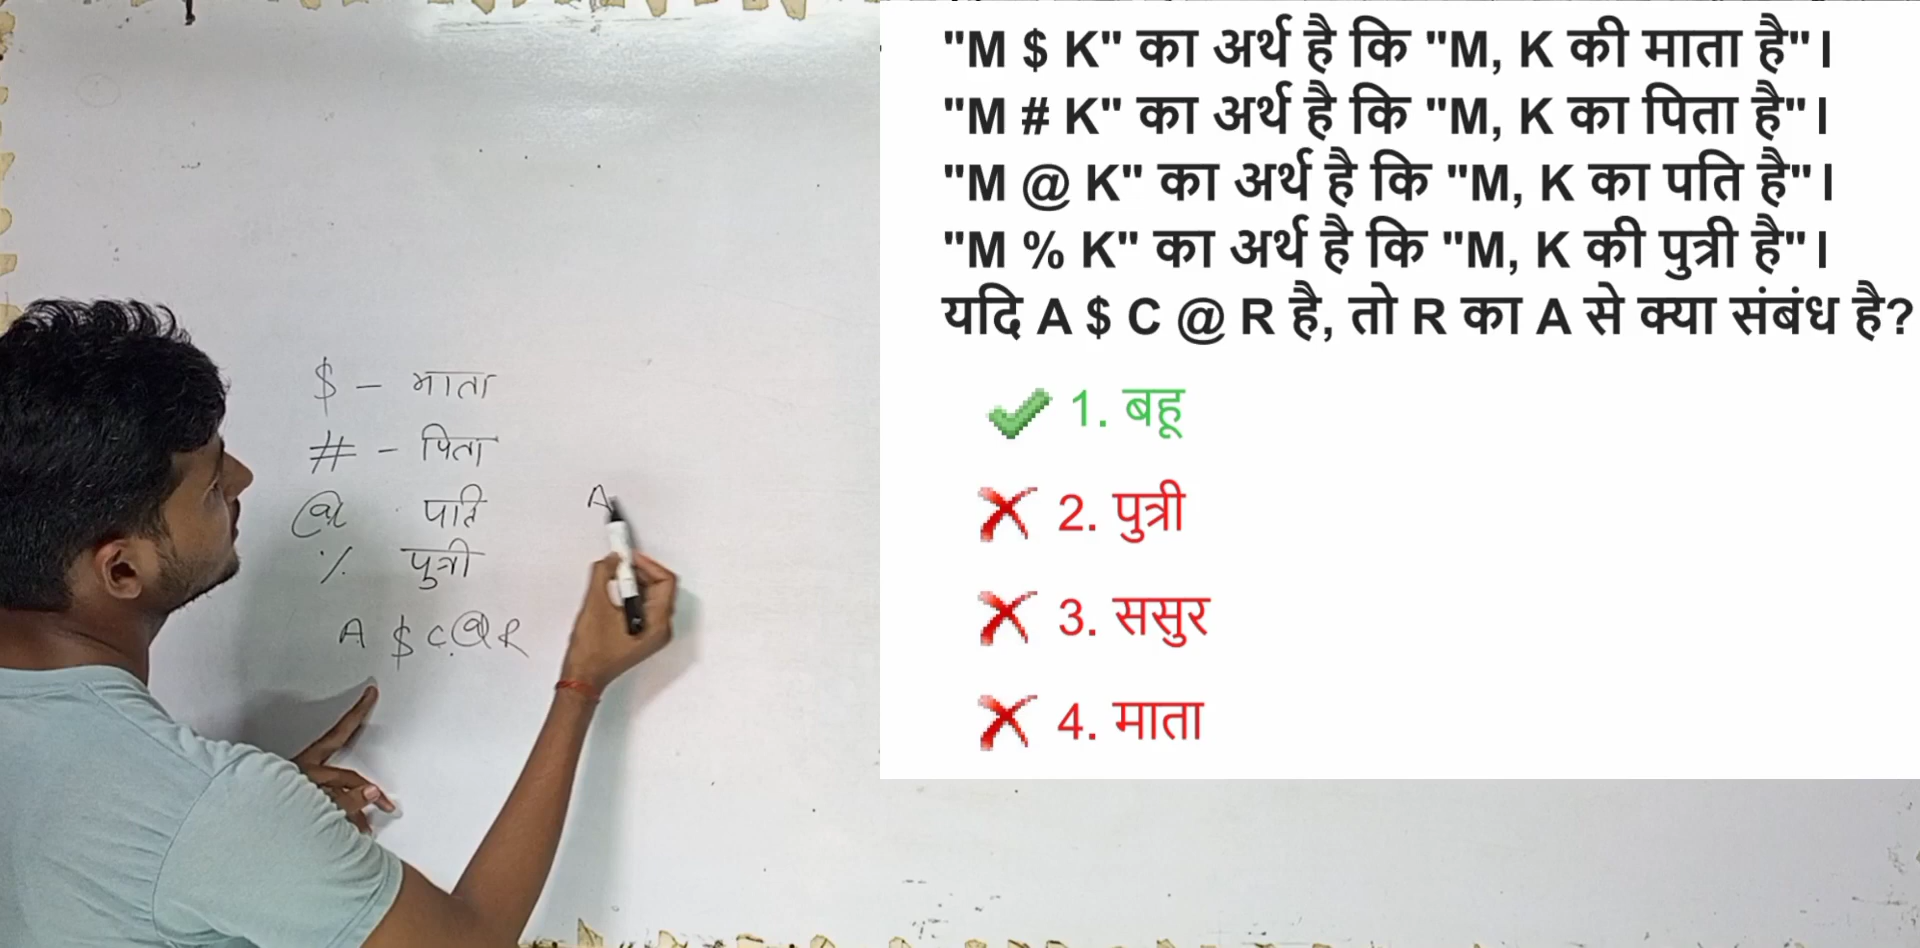 "M $ K" का अर्थ है कि "M, K की माता है"।
"M # K" का अर्थ है कि "M, K का पिता है"।
"M @ K" का अर्थ है कि "M, K का पति है"।
"M % K" का अर्थ है कि "M, K की पुत्री है"।
यदि A $ C @ R है, तो R का A से क्या संबंध है?
1. बहू
2. पुत्री
3. ससुर
4. माता
$ – माता
# – पिता
@ पति
% पुत्री
A $ C @ R
A